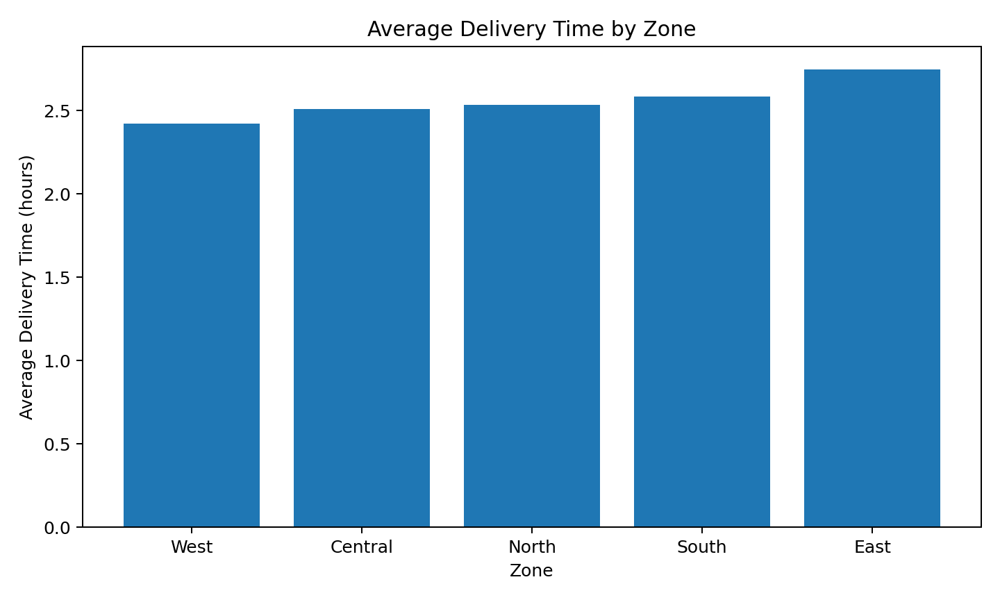 Average Delivery Time by Zone
Average Delivery Time (hours)
2.5
2.0
1.5
1.0
0.5
0.0
West Central North South East
Zone